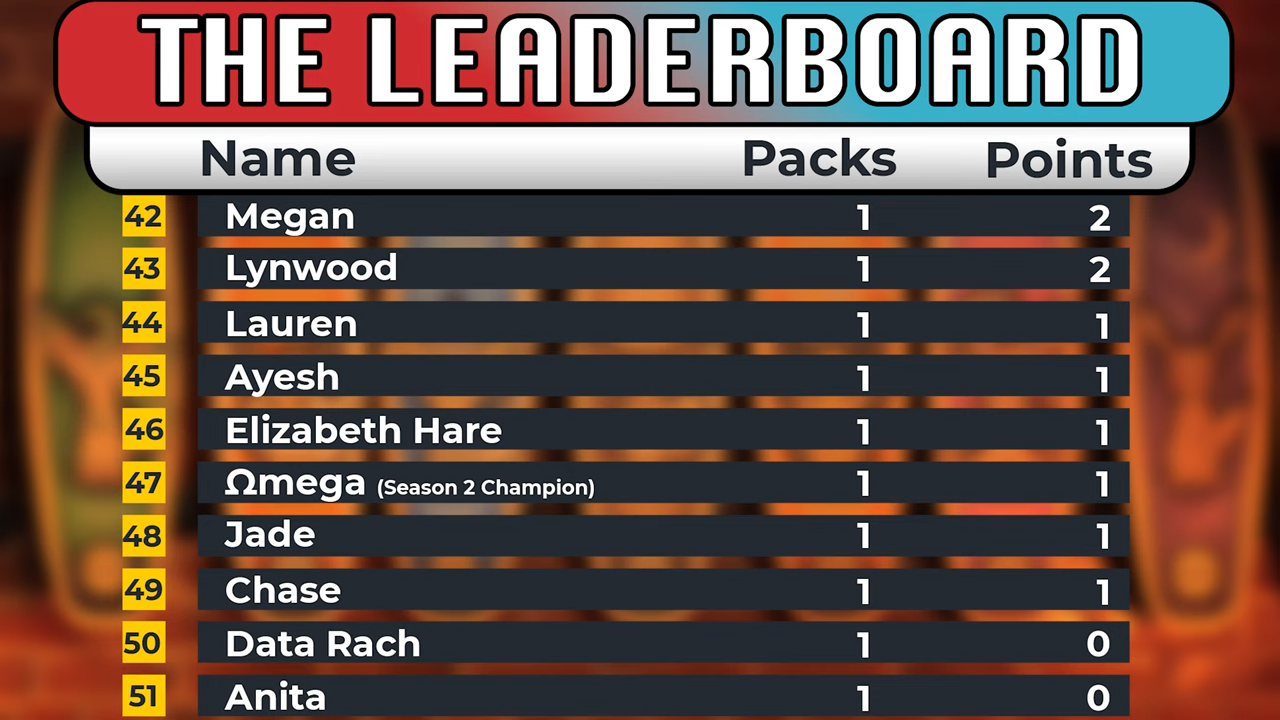 THE LEADERBOARD
Name Packs Points
42 Megan 1 2
43 Lynwood 1 2
44 Lauren 1 1
45 Ayesh 1 1
46 Elizabeth Hare 1 1
47 Ωmega (Season 2 Champion) 1 1
48 Jade 1 1
49 Chase 1 1
50 Data Rach 1 0
51 Anita 1 0